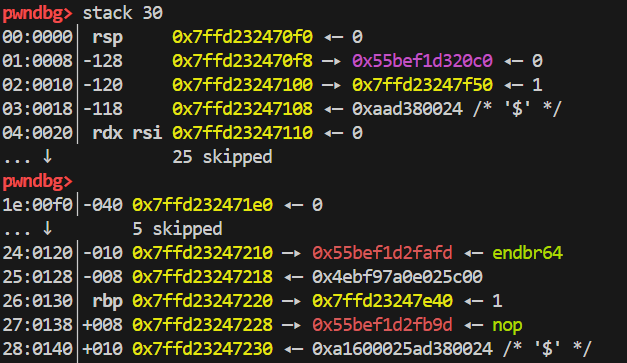 pwndbg> stack 30
00:0000│ rsp     0x7ffd232470f0 ◂— 0
01:0008│-128     0x7ffd232470f8 —▸ 0x55bef1d320c0 ◂— 0
02:0010│-120     0x7ffd23247100 —▸ 0x7ffd23247f50 ◂— 1
03:0018│-118     0x7ffd23247108 ◂— 0xaad380024 /* '$' */
04:0020│ rdx rsi 0x7ffd23247110 ◂— 0
... ↓            25 skipped
pwndbg>
1e:00f0│-040 0x7ffd232471e0 ◂— 0
... ↓        5 skipped
24:0120│-010 0x7ffd23247210 —▸ 0x55bef1d2fafd ◂— endbr64
25:0128│-008 0x7ffd23247218 ◂— 0x4ebf97a0e025c00
26:0130│ rbp 0x7ffd23247220 —▸ 0x7ffd23247e40 ◂— 1
27:0138│+008 0x7ffd23247228 —▸ 0x55bef1d2fb9d ◂— nop
28:0140│+010 0x7ffd23247230 ◂— 0xa1600025ad380024 /* '$' */